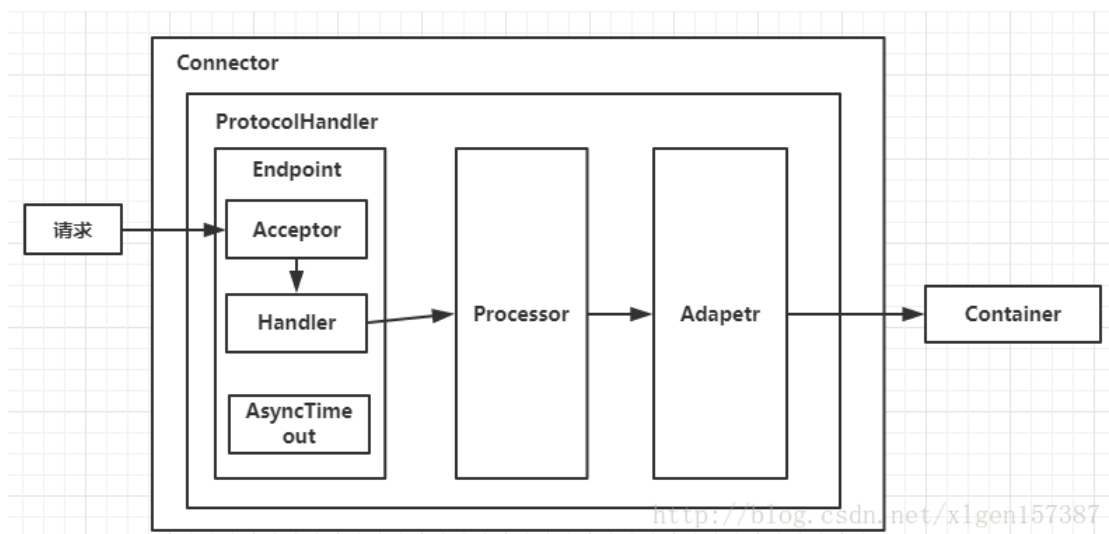 Connector
ProtocolHandler
Endpoint
请求
Acceptor
Handler
Processor
Adapetr
Container
AsyncTime
out
http://blog.csdn.net/xlgen157387